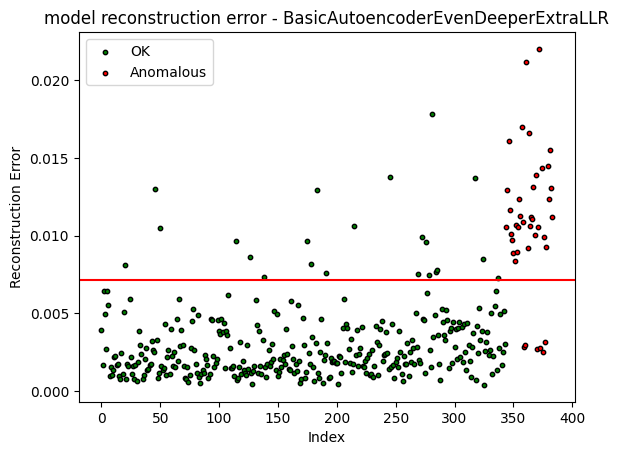 model reconstruction error - BasicAutoencoderEvenDeeperExtraLLR
OK
Anomalous
Reconstruction Error
0.020
0.015
0.010
0.005
0.000
0 50 100 150 200 250 300 350 400
Index